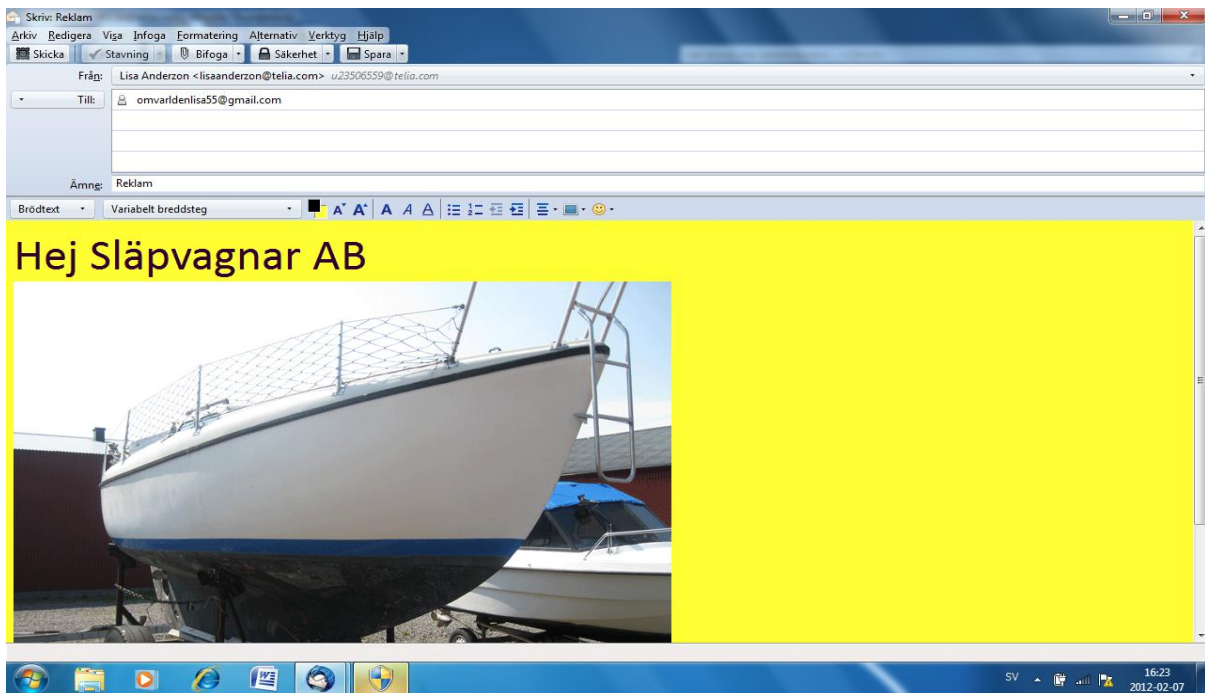 Skriv: Reklam
Arkiv Redigera Visa Infoga Formatering Alternativ Verktyg Hjälp
Skicka Stavning Bifoga Säkerhet Spara
Från: Lisa Anderzon <lisaanderzon@telia.com> u23506559@telia.com
Till: omvarldenlisa55@gmail.com
Ämne: Reklam
Brödtext Variabelt breddsteg
Hej Släpvagnar AB
SV 16:23
2012-02-07